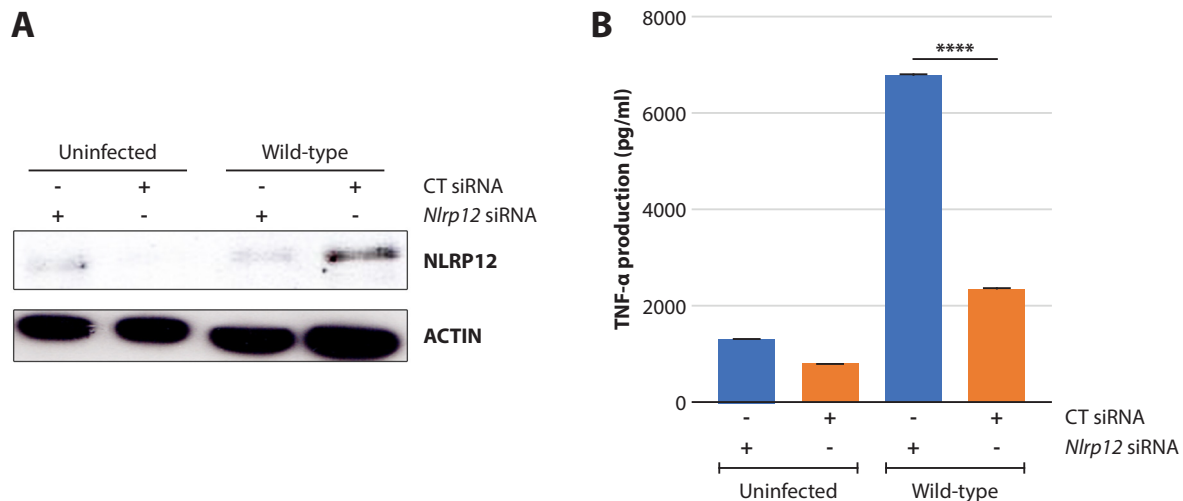 A
Uninfected Wild-type
- + - + CT siRNA
+ - + - Nlrp12 siRNA
NLRP12
ACTIN
B
TNF-α production (pg/ml)
8000
6000
4000
2000
0
****
- + - + CT siRNA
+ - + - Nlrp12 siRNA
Uninfected Wild-type